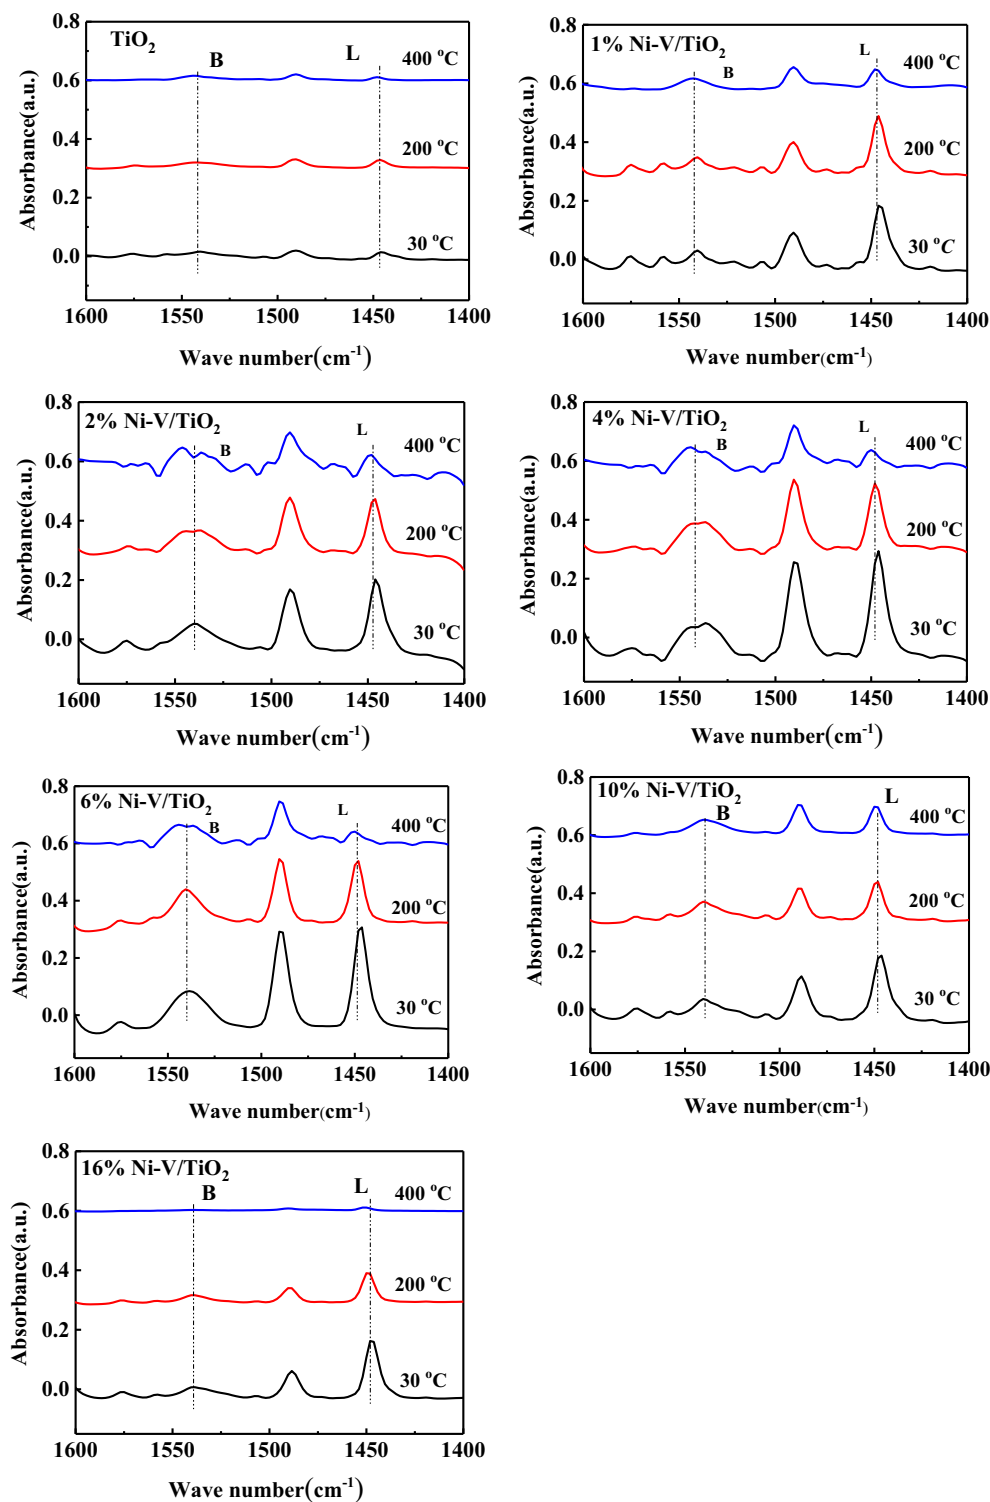 0.8
TiO2
B
L
400 °C
0.6
0.4
200 °C
0.2
30 °C
0.0
Absorbance(a.u.)
1600 1550 1500 1450 1400
Wave number(cm-1)
0.8
1% Ni-V/TiO2
L
400 °C
B
0.6
0.4
200 °C
0.2
30 °C
0.0
Absorbance(a.u.)
1600 1550 1500 1450 1400
Wave number(cm-1)
0.8
2% Ni-V/TiO2
L
400 °C
B
0.6
0.4
200 °C
0.2
0.0
30 °C
Absorbance(a.u.)
1600 1550 1500 1450 1400
Wave number(cm-1)
0.8
4% Ni-V/TiO2
L
400 °C
B
0.6
0.4
200 °C
0.2
0.0
30 °C
Absorbance(a.u.)
1600 1550 1500 1450 1400
Wave number(cm-1)
0.8
6% Ni-V/TiO2
L
B
400 °C
0.6
0.4
200 °C
0.2
30 °C
0.0
Absorbance(a.u.)
1600 1550 1500 1450 1400
Wave number(cm-1)
0.8
10% Ni-V/TiO2
L
B
400 °C
0.6
0.4
200 °C
0.2
30 °C
0.0
Absorbance(a.u.)
1600 1550 1500 1450 1400
Wave number(cm-1)
0.8
16% Ni-V/TiO2
B
L
400 °C
0.6
0.4
200 °C
0.2
30 °C
0.0
Absorbance(a.u.)
1600 1550 1500 1450 1400
Wave number(cm-1)